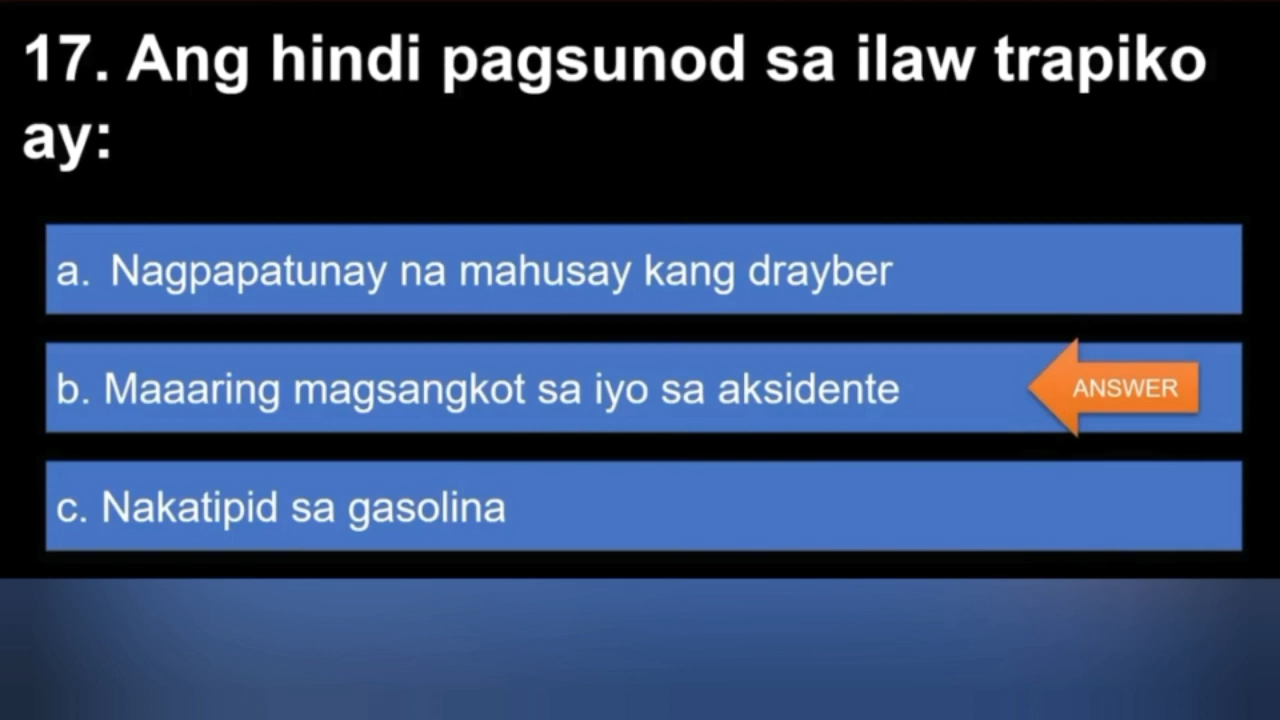 17. Ang hindi pagsunod sa ilaw trapiko
ay:
a. Nagpapatunay na mahusay kang drayber
b. Maaaring magsangkot sa iyo sa aksidente
ANSWER
c. Nakatipid sa gasolina